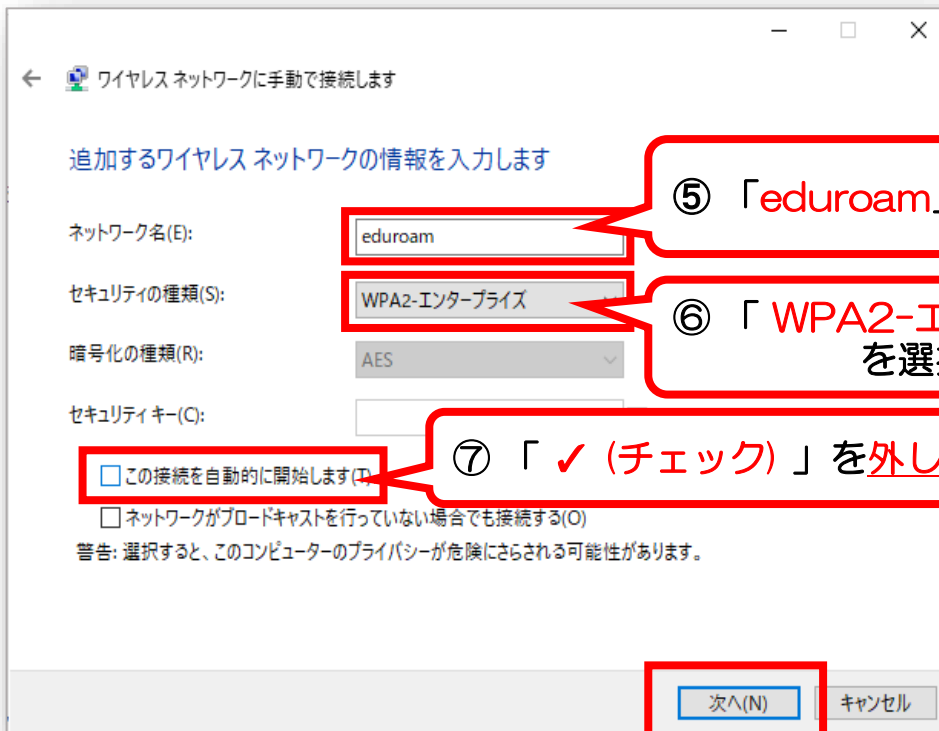 ワイヤレス ネットワークに手動で接続します
追加するワイヤレス ネットワークの情報を入力します
ネットワーク名(E):
eduroam
⑤ 「eduroam」
セキュリティの種類(S):
WPA2-エンタープライズ
⑥ 「 WPA2-エ
を選
暗号化の種類(R):
AES
セキュリティ キー(C):
⑦ 「 ✓ (チェック) 」を外し
この接続を自動的に開始します(T)
ネットワークがブロードキャストを行っていない場合でも接続する(O)
警告: 選択すると、このコンピューターのプライバシーが危険にさらされる可能性があります。
次へ(N)
キャンセル